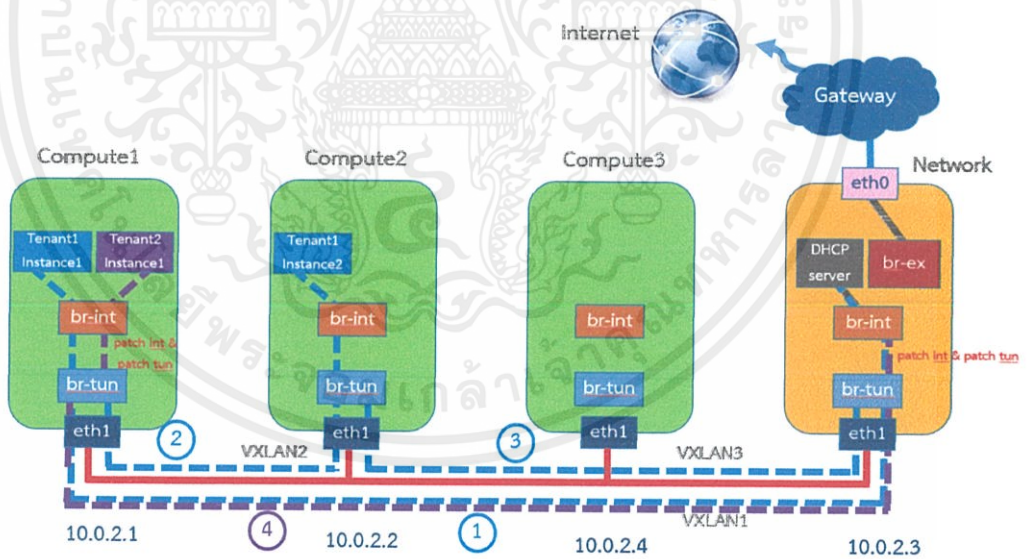 Internet
Gateway
Compute1
Compute2
Compute3
Network
eth0
Tenant1
Instance1
Tenant2
Instance1
Tenant1
Instance2
DHCP
server
br-ex
br-int
br-int
br-int
br-int
patch int &
patch tun
patch int & patch tun
br-tun
br-tun
br-tun
br-tun
eth1
eth1
eth1
eth1
2
3
VXLAN2
VXLAN3
4
1
VXLAN1
10.0.2.1
10.0.2.2
10.0.2.4
10.0.2.3